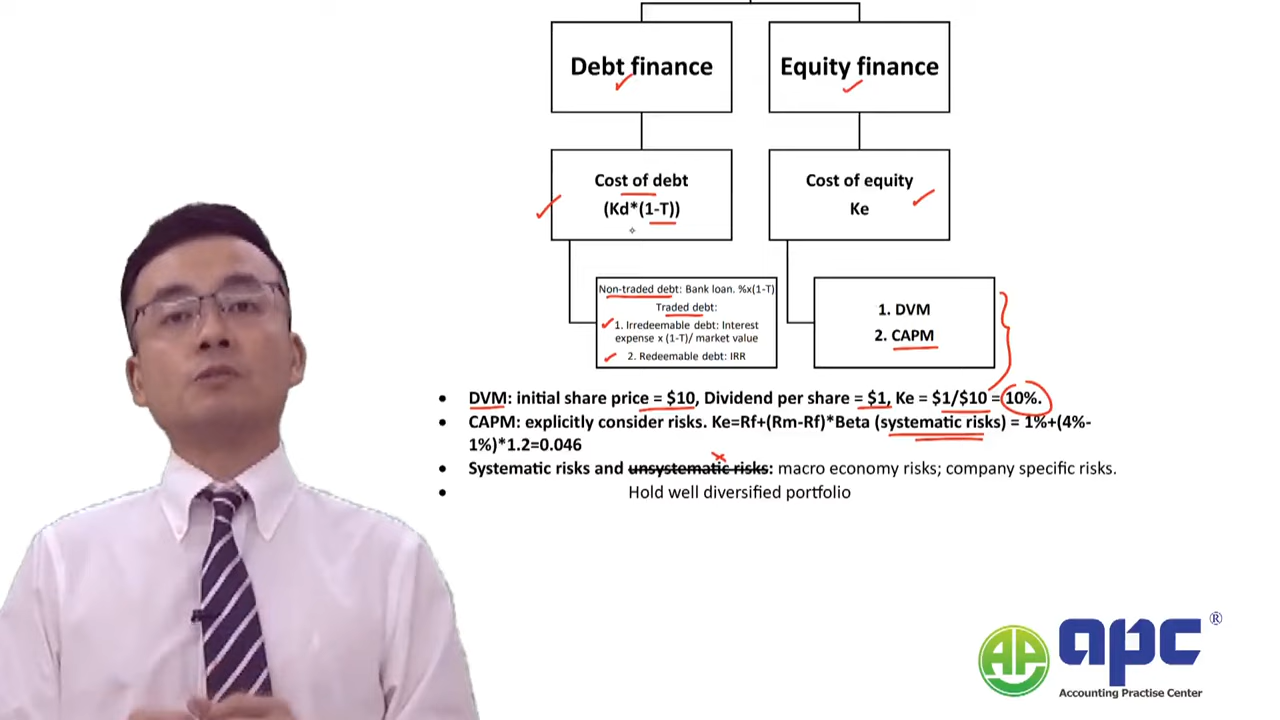 Debt finance
Equity finance
Cost of debt
(Kd*(1-T))
Cost of equity
Ke
Non-traded debt: Bank loan. %x(1-T)
Traded debt:
1. Irredeemable debt: Interest
expense x (1-T)/ market value
2. Redeemable debt: IRR
1. DVM
2. CAPM
• DVM: initial share price = $10, Dividend per share = $1, Ke = $1/$10 = 10%.
• CAPM: explicitly consider risks. Ke=Rf+(Rm-Rf)*Beta (systematic risks) = 1%+(4%-
1%)*1.2=0.046
• Systematic risks and unsystematic risks: macro economy risks; company specific risks.
• Hold well diversified portfolio
AP
apc®
Accounting Practise Center